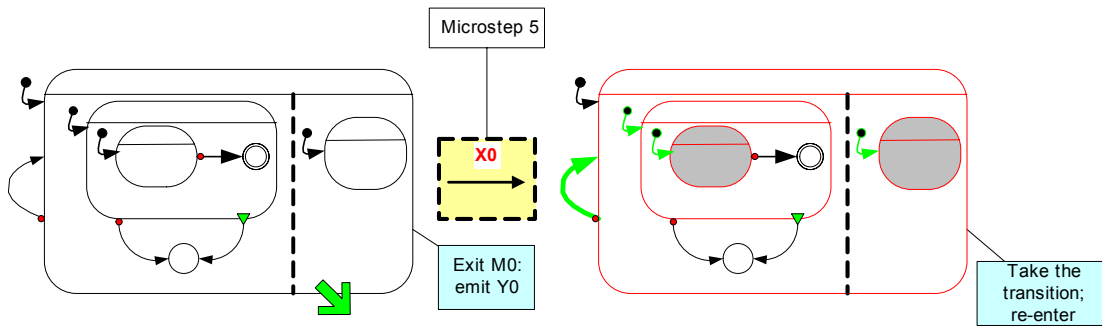 Microstep 5
X0
Exit M0:
emit Y0
Take the
transition;
re-enter